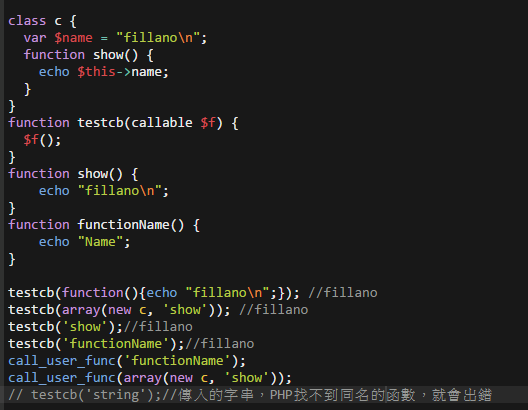 class c {
  var $name = "fillano\n";
  function show() {
    echo $this->name;
  }
}
function testcb(callable $f) {
  $f();
}
function show() {
    echo "fillano\n";
}
function functionName() {
    echo "Name";
}

testcb(function(){echo "fillano\n";}); //fillano
testcb(array(new c, 'show')); //fillano
testcb('show');//fillano
testcb('functionName');//fillano
call_user_func('functionName');
call_user_func(array(new c, 'show'));
// testcb('string');//傳入的字串，PHP找不到同名的函數，就會出錯